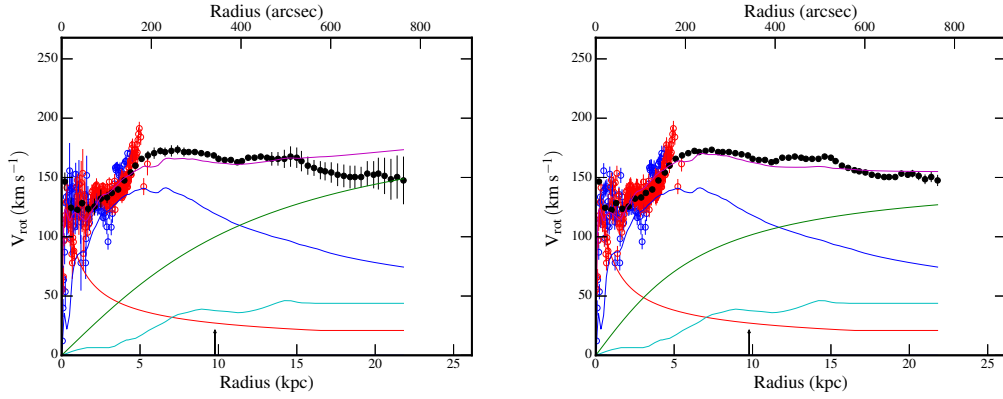 Radius (arcsec) Radius (arcsec)
0 200 400 600 800 0 200 400 600 800
250 250
200 200
150 150
100 100
50 50
0 0
V_rot (km s⁻¹) V_rot (km s⁻¹)
0 5 10 15 20 25 0 5 10 15 20 25
Radius (kpc) Radius (kpc)